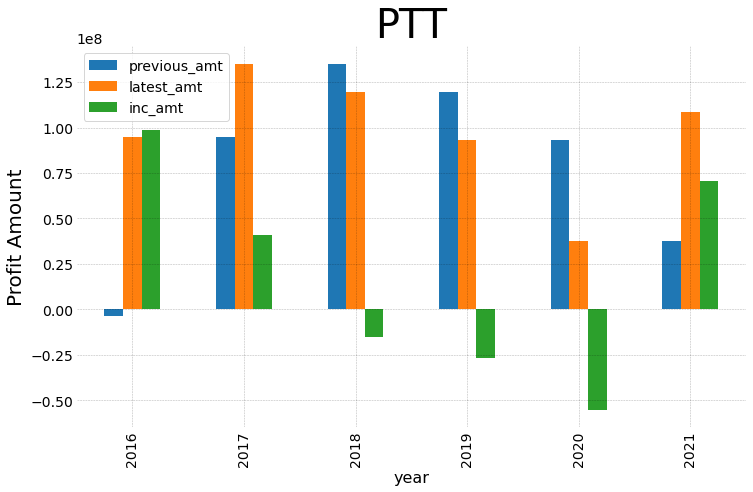 PTT
1e8
previous_amt
latest_amt
inc_amt
1.25
1.00
0.75
0.50
0.25
0.00
−0.25
−0.50
Profit Amount
2016
2017
2018
2019
2020
2021
year